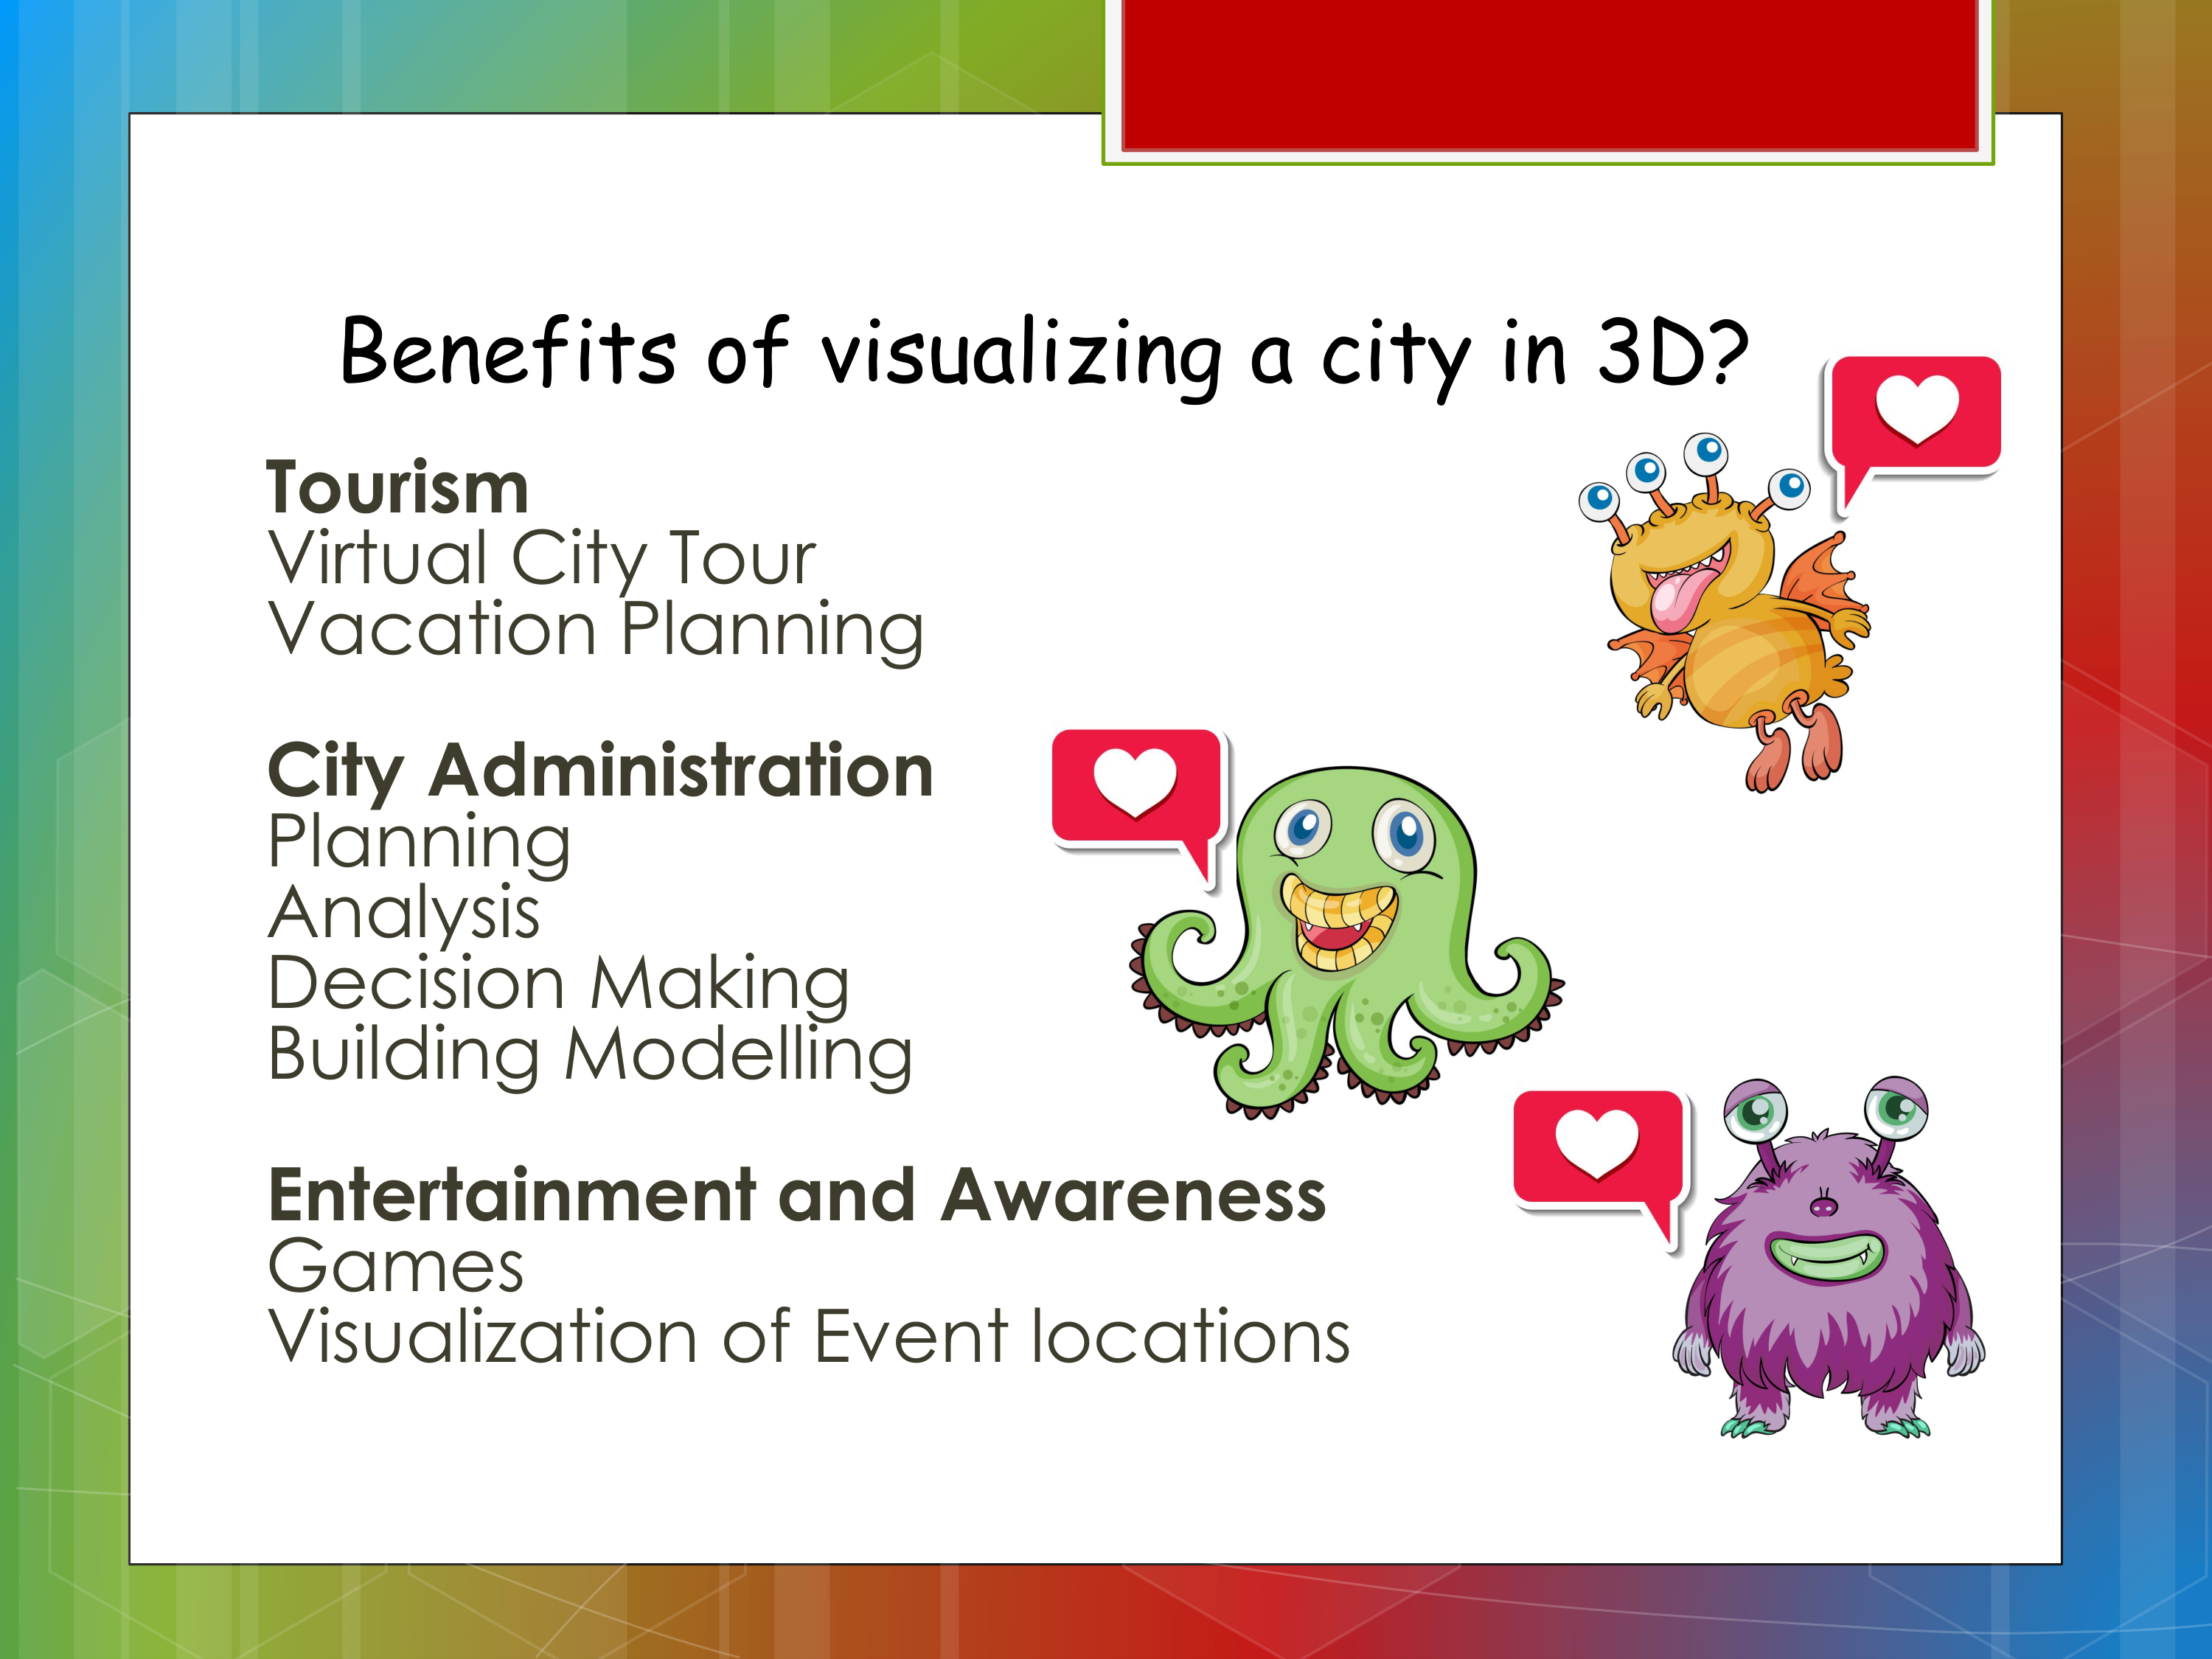 Benefits of visualizing a city in 3D?
Tourism
Virtual City Tour
Vacation Planning
City Administration
Planning
Analysis
Decision Making
Building Modelling
Entertainment and Awareness
Games
Visualization of Event locations